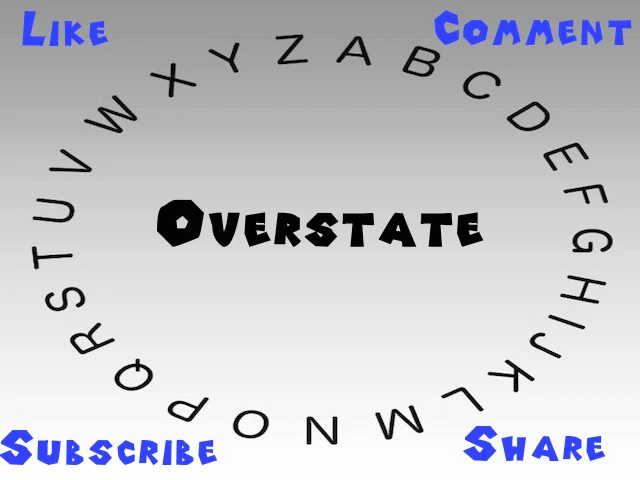 Like
Comment
A B C D E F G H I J K L M N O P Q R S T U V W X Y Z
Overstate
Subscribe
Share